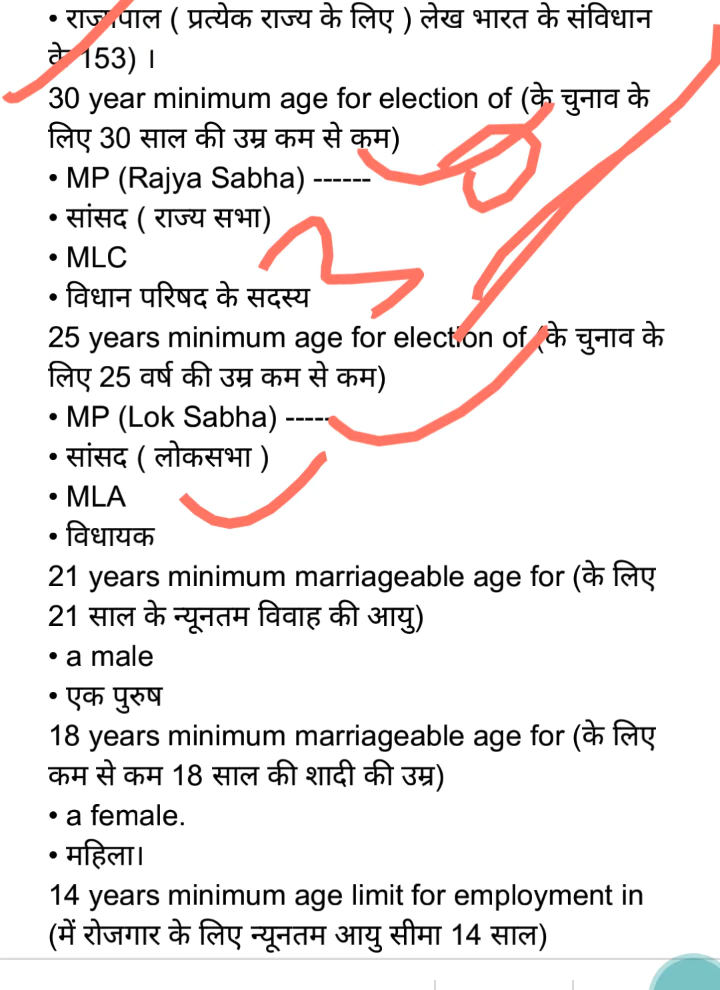 • राज्यपाल ( प्रत्येक राज्य के लिए ) लेख भारत के संविधान
के 153) ।
30 year minimum age for election of (के चुनाव के
लिए 30 साल की उम्र कम से कम)
• MP (Rajya Sabha) ------
• सांसद ( राज्य सभा)
• MLC
• विधान परिषद के सदस्य
25 years minimum age for election of (के चुनाव के
लिए 25 वर्ष की उम्र कम से कम)
• MP (Lok Sabha) -----
• सांसद ( लोकसभा )
• MLA
• विधायक
21 years minimum marriageable age for (के लिए
21 साल के न्यूनतम विवाह की आयु)
• a male
• एक पुरुष
18 years minimum marriageable age for (के लिए
कम से कम 18 साल की शादी की उम्र)
• a female.
• महिला।
14 years minimum age limit for employment in
(में रोजगार के लिए न्यूनतम आयु सीमा 14 साल)